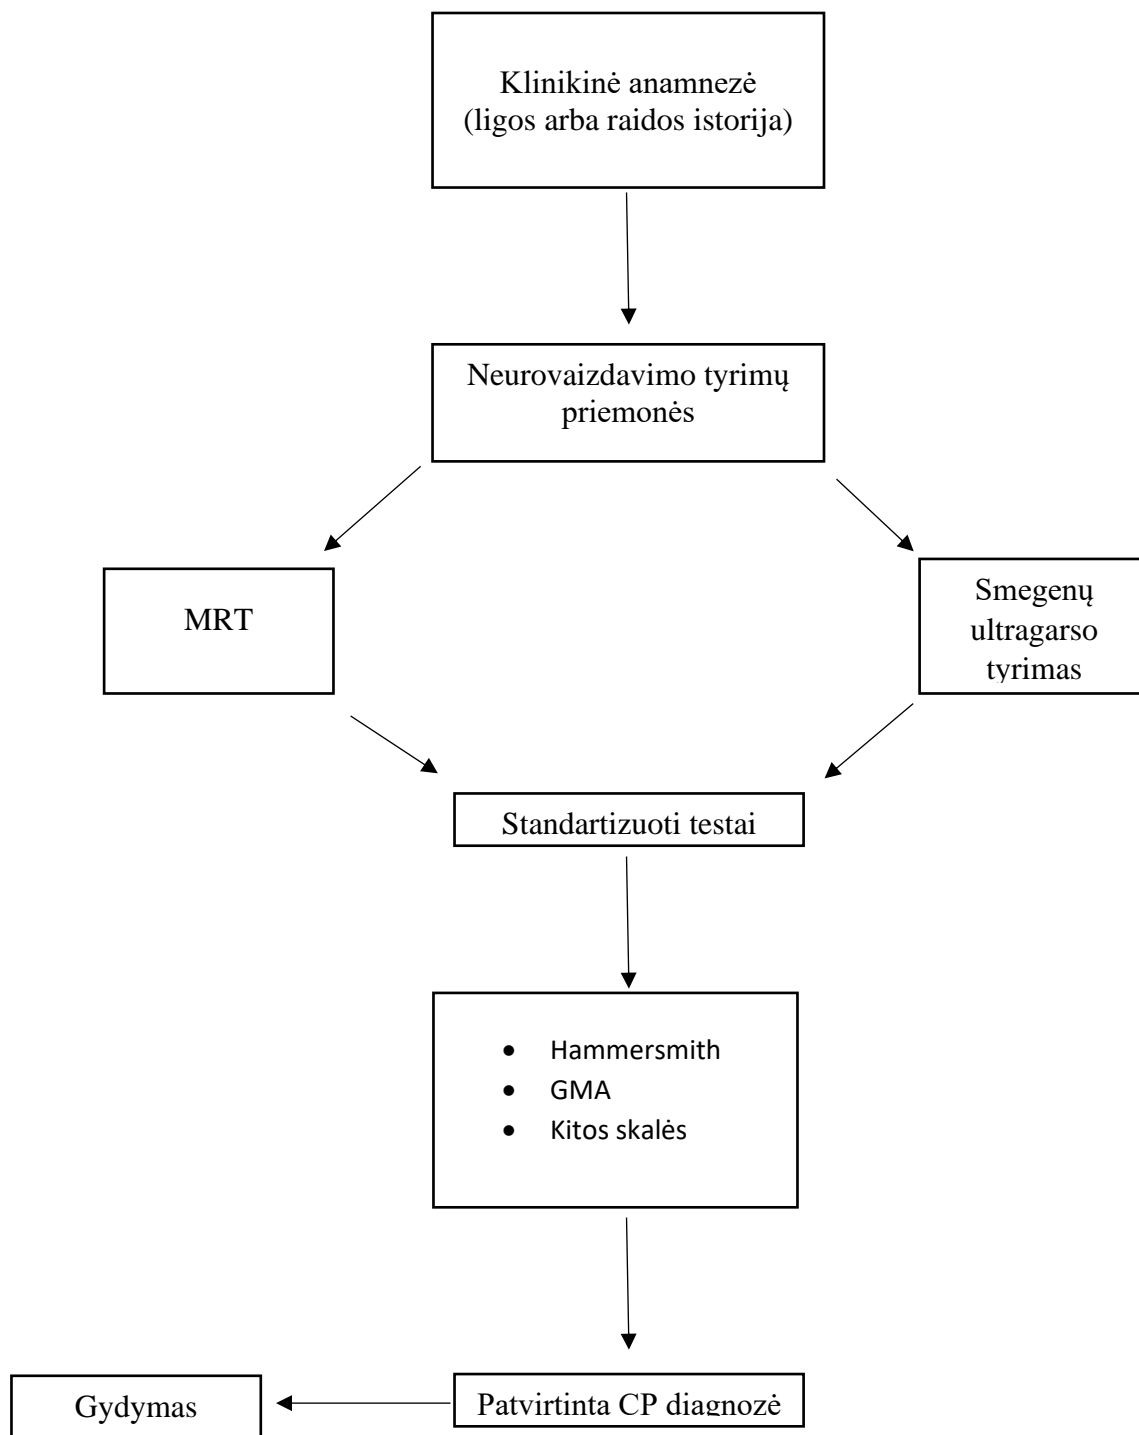 Klinikinė anamnezė
(ligos arba raidos istorija)
Neurovaizdavimo tyrimų
priemonės
MRT
Smegenų
ultragarso
tyrimas
Standartizuoti testai
• Hammersmith
• GMA
• Kitos skalės
Patvirtinta CP diagnozė
Gydymas